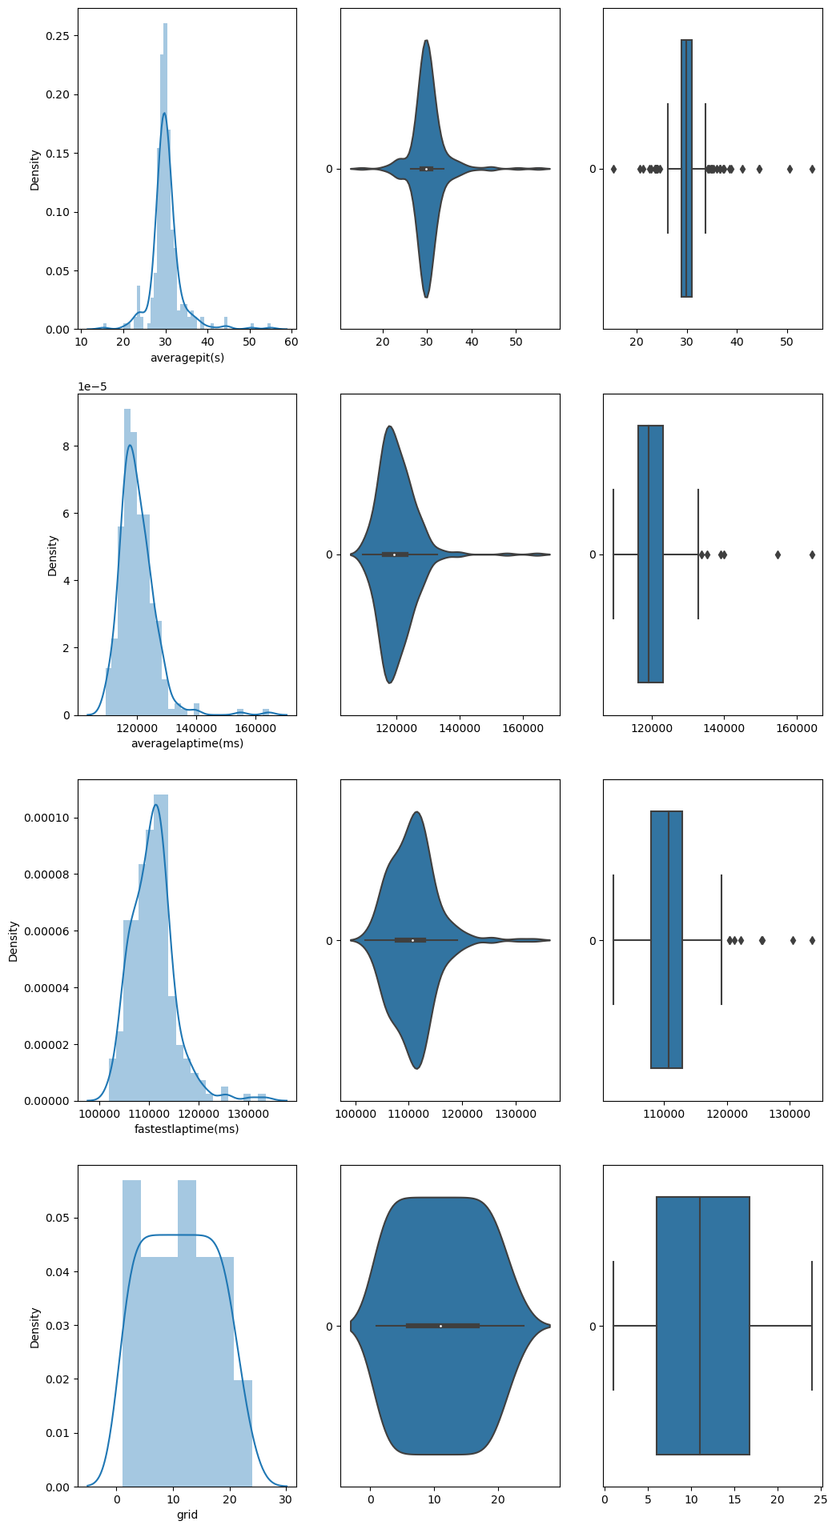 0.25
0.20
0.15
0.10
0.05
0.00
Density
10 20 30 40 50 60
averagepit(s)
0
20 30 40 50
0
20 30 40 50
1e−5
8
6
4
2
0
Density
120000 140000 160000
averagelaptime(ms)
0
120000 140000 160000
0
120000 140000 160000
0.00010
0.00008
0.00006
0.00004
0.00002
0.00000
Density
100000 110000 120000 130000
fastestlaptime(ms)
0
100000 110000 120000 130000
0
110000 120000 130000
0.05
0.04
0.03
0.02
0.01
0.00
Density
0 10 20 30
grid
0
0 10 20
0
0 5 10 15 20 25